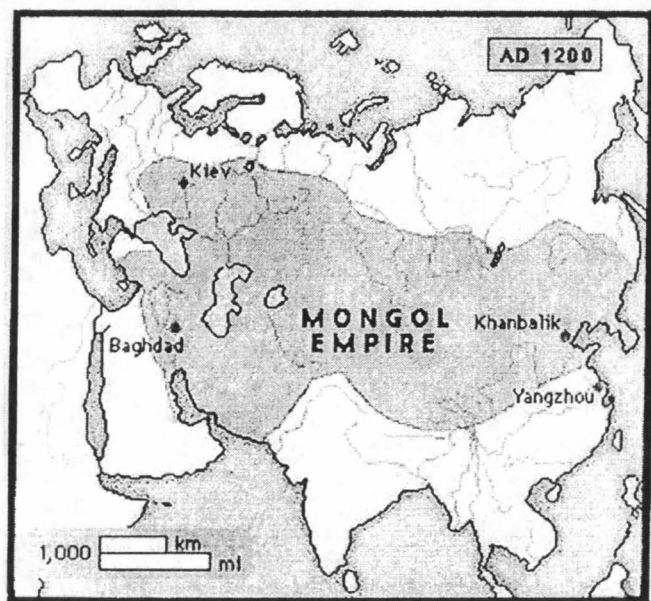 AD 1200
Kiev
MONGOL
EMPIRE
Khanbalik
Baghdad
Yangzhou
1,000
km
mi